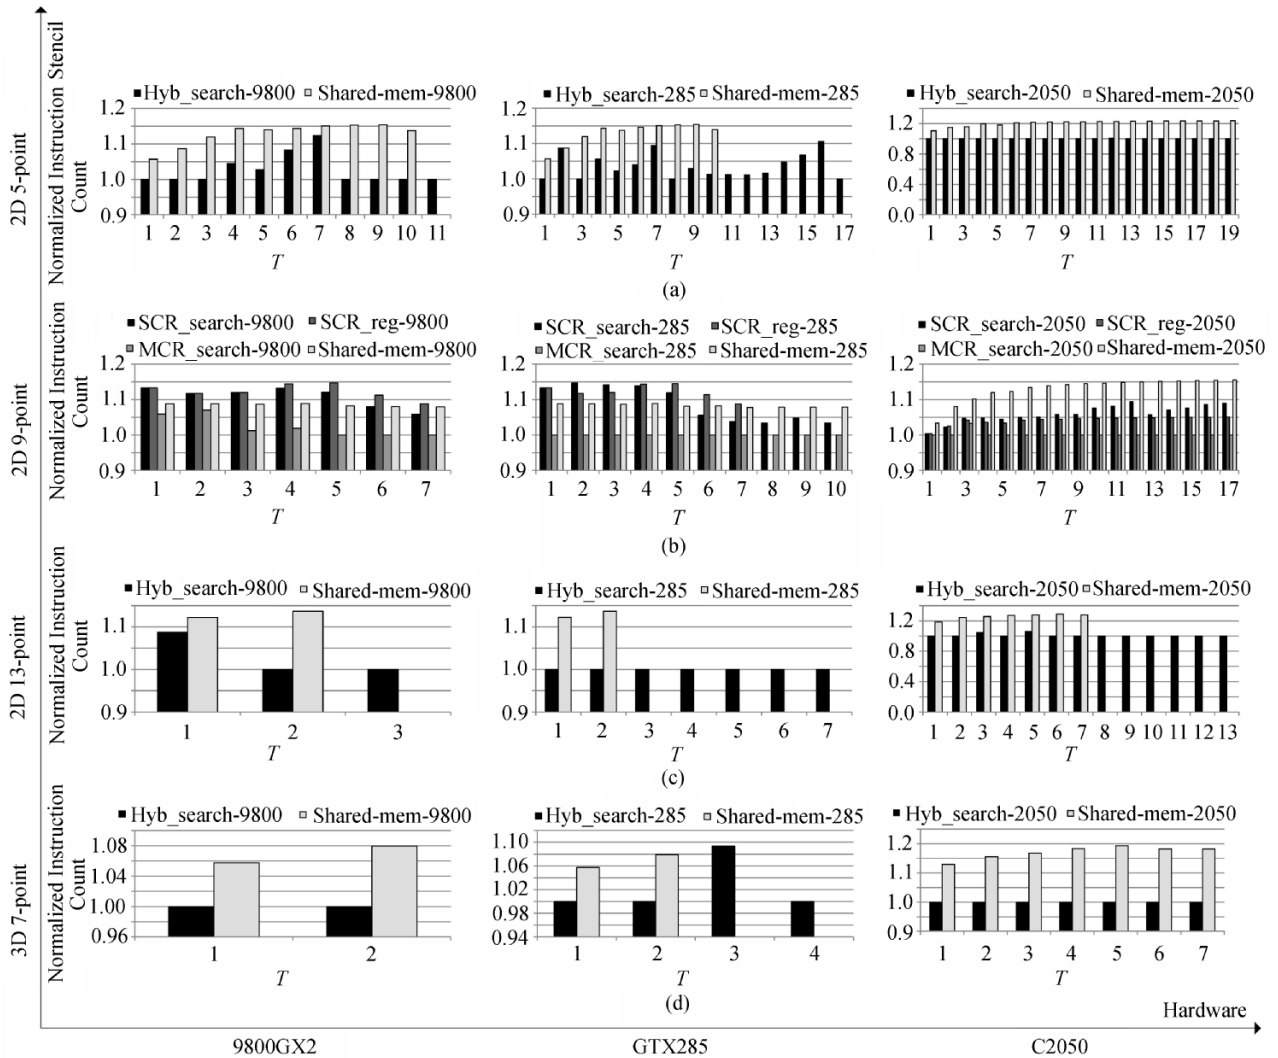 Normalized Instruction Stencil
Count
2D 5-point
Hyb_search-9800 Shared-mem-9800
1.2
1.1
1.0
0.9
1 2 3 4 5 6 7 8 9 10 11
T
Hyb_search-285 Shared-mem-285
1.2
1.1
1.0
0.9
1 3 5 7 9 11 13 15 17
T
Hyb_search-2050 Shared-mem-2050
1.2
0.8
0.4
0.0
1 3 5 7 9 11 13 15 17 19
T
(a)
2D 9-point
Normalized Instruction
Count
SCR_search-9800 SCR_reg-9800
MCR_search-9800 Shared-mem-9800
1.2
1.1
1.0
0.9
1 2 3 4 5 6 7
T
SCR_search-285 SCR_reg-285
MCR_search-285 Shared-mem-285
1.2
1.1
1.0
0.9
1 2 3 4 5 6 7 8 9 10
T
SCR_search-2050 SCR_reg-2050
MCR_search-2050 Shared-mem-2050
1.2
1.1
1.0
0.9
1 3 5 7 9 11 13 15 17
T
(b)
2D 13-point
Normalized Instruction
Count
Hyb_search-9800 Shared-mem-9800
1.1
1.0
0.9
1 2 3
T
Hyb_search-285 Shared-mem-285
1.1
1.0
0.9
1 2 3 4 5 6 7
T
Hyb_search-2050 Shared-mem-2050
1.2
0.8
0.4
0.0
1 2 3 4 5 6 7 8 9 10 11 12 13
T
(c)
3D 7-point
Normalized Instruction
Count
Hyb_search-9800 Shared-mem-9800
1.08
1.04
1.00
0.96
1 2
T
Hyb_search-285 Shared-mem-285
1.10
1.06
1.02
0.98
0.94
1 2 3 4
T
Hyb_search-2050 Shared-mem-2050
1.2
1.1
1.0
0.9
1 2 3 4 5 6 7
T
(d)
Hardware
9800GX2 GTX285 C2050